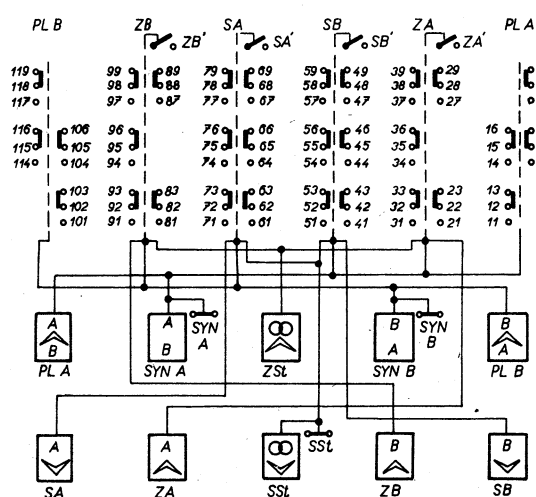 PL B ZB SA SB ZA PL A
ZB' SA' SB' ZA'
119 99 89 79 69 59 49 39 29
118 98 88 78 68 58 48 38 28
117 97 87 77 67 57 47 37 27
116 106 96 76 66 56 46 36 16
115 105 95 75 65 55 45 35 15
114 104 94 74 64 54 44 34 14
103 93 83 73 63 53 43 33 23 13
102 92 82 72 62 52 42 32 22 12
101 91 81 71 61 51 41 31 21 11
A A B B
B B A A
SYN A SYN B
PL A SYN A ZSt SYN B PL B
A A B B
SSt
SA ZA SSt ZB SB